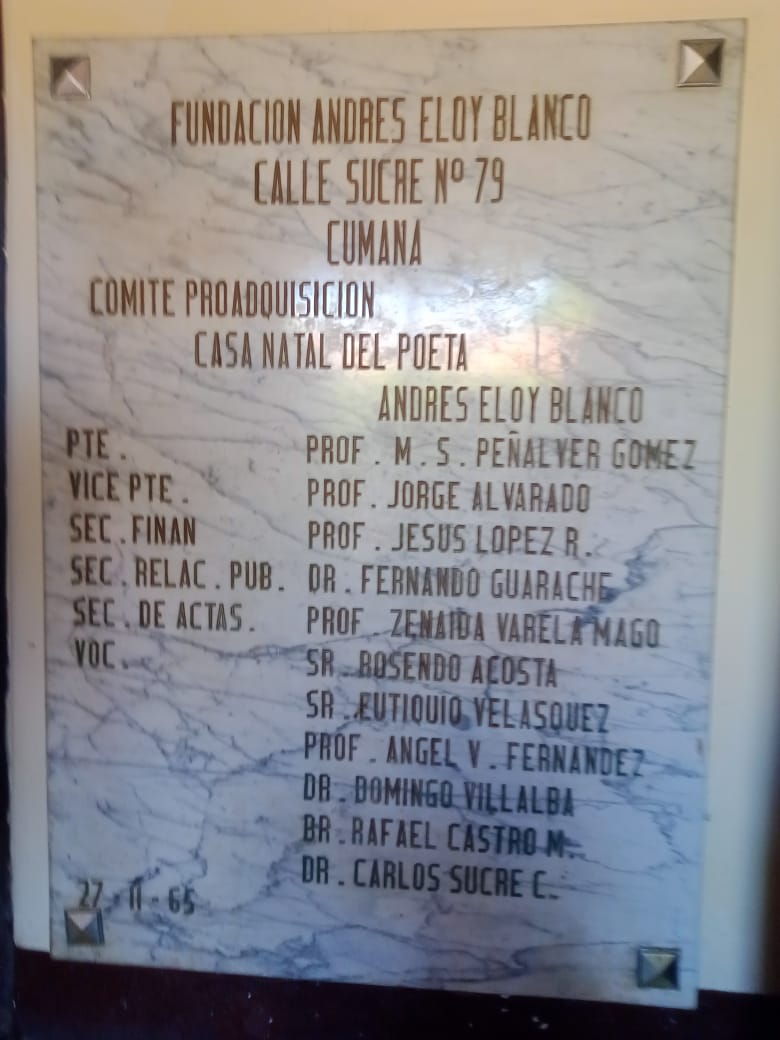 FUNDACION ANDRES ELOY BLANCO
CALLE SUCRE Nº 79
CUMANA
COMITE PROADQUISICION
CASA NATAL DEL POETA
ANDRES ELOY BLANCO
PTE. PROF. M. S. PEÑALVER GOMEZ
VICE PTE. PROF. JORGE ALVARADO
SEC. FINAN PROF. JESUS LOPEZ R.
SEC. RELAC. PUB. DR. FERNANDO GUARACHE
SEC. DE ACTAS. PROF. ZENAIDA VARELA MAGO
VOC. SR. ROSENDO ACOSTA
SR. EUTIQUIO VELASQUEZ
PROF. ANGEL V. FERNANDEZ
DR. DOMINGO VILLALBA
BR. RAFAEL CASTRO M.
DR. CARLOS SUCRE C.
27-II-65